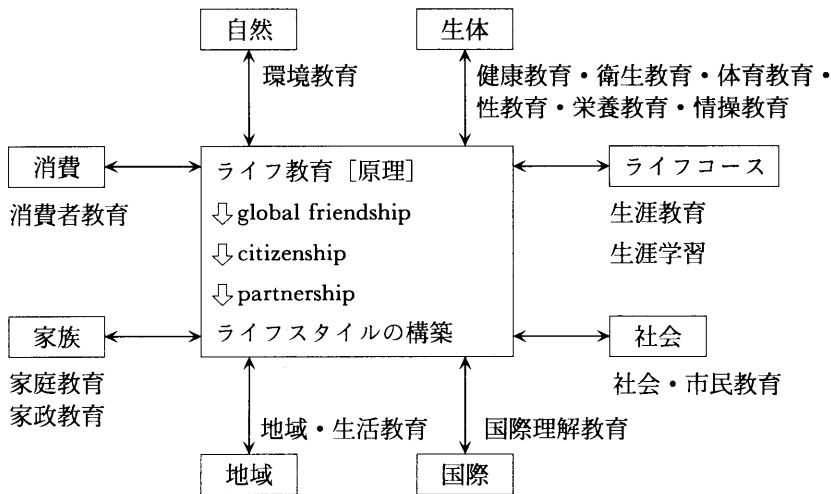 自然
生体
環境教育
健康教育・衛生教育・体育教育・
性教育・栄養教育・情操教育
消費
消費者教育
ライフ教育［原理］
⇩global friendship
⇩citizenship
⇩partnership
ライフスタイルの構築
ライフコース
生涯教育
生涯学習
家族
家庭教育
家政教育
社会
社会・市民教育
地域・生活教育
国際理解教育
地域
国際